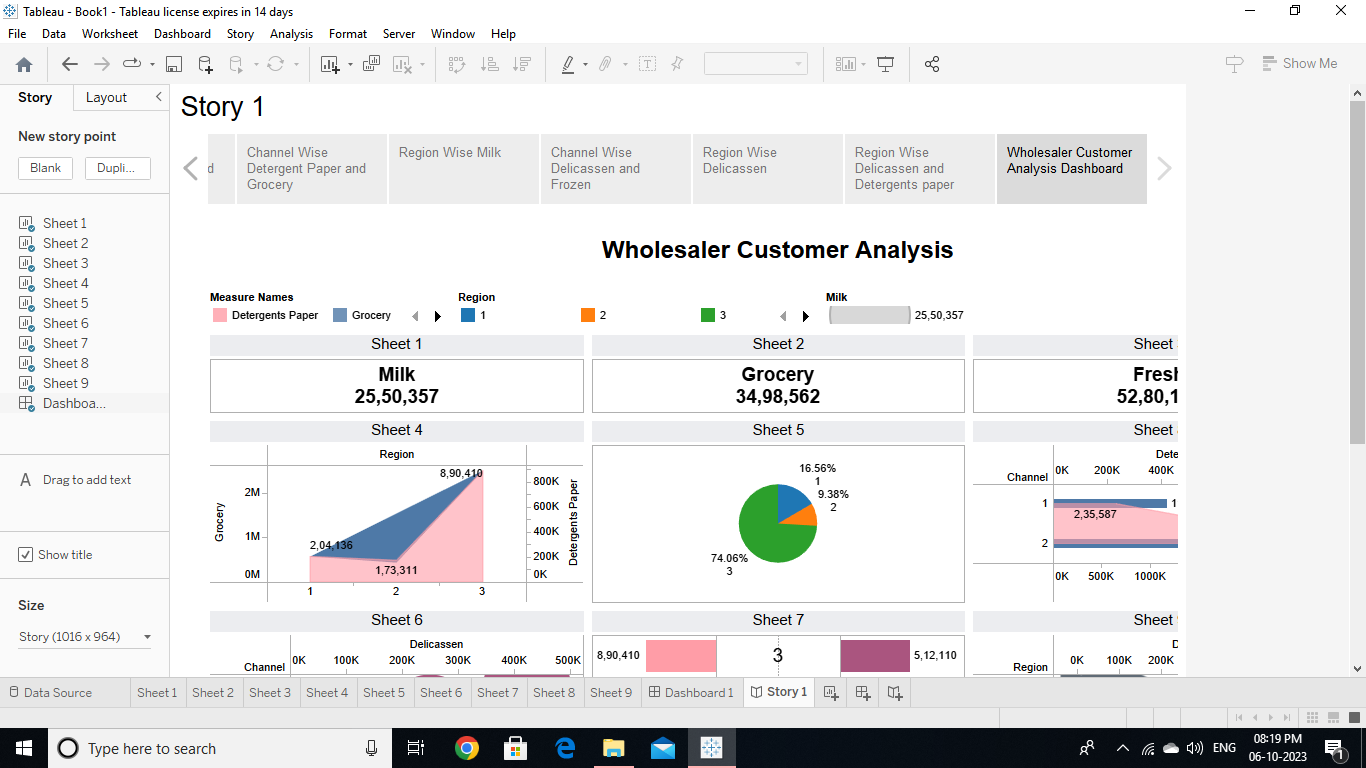 Tableau - Book1 - Tableau license expires in 14 days
File Data Worksheet Dashboard Story Analysis Format Server Window Help
Show Me
Story Layout
New story point
Blank Dupli...
Sheet 1
Sheet 2
Sheet 3
Sheet 4
Sheet 5
Sheet 6
Sheet 7
Sheet 8
Sheet 9
Dashboa...
A Drag to add text
Show title
Size
Story (1016 x 964)
Story 1
d
Channel Wise
Detergent Paper and
Grocery
Region Wise Milk
Channel Wise
Delicassen and
Frozen
Region Wise
Delicassen
Region Wise
Delicassen and
Detergents paper
Wholesaler Customer
Analysis Dashboard
Wholesaler Customer Analysis
Measure Names
Detergents Paper Grocery
Region
1 2 3
Milk
25,50,357
Sheet 1
Milk
25,50,357
Sheet 2
Grocery
34,98,562
Sheet
Fresh
52,80,1
Sheet 4
Region
Grocery
2M
1M
0M
8,90,410
2,04,136
1,73,311
1 2 3
800K
600K
400K
200K
0K
Detergents Paper
Sheet 5
16.56%
1
9.38%
2
74.06%
3
Sheet
Dete
Channel 0K 200K 400K
1 1
2,35,587
2
0K 500K 1000K
Sheet 6
Delicassen
Channel 0K 100K 200K 300K 400K 500K
Sheet 7
8,90,410 3 5,12,110
Sheet
D
Region 0K 100K 200K
Data Source Sheet 1 Sheet 2 Sheet 3 Sheet 4 Sheet 5 Sheet 6 Sheet 7 Sheet 8 Sheet 9 Dashboard 1 Story 1
Type here to search
ENG
08:19 PM
06-10-2023
1